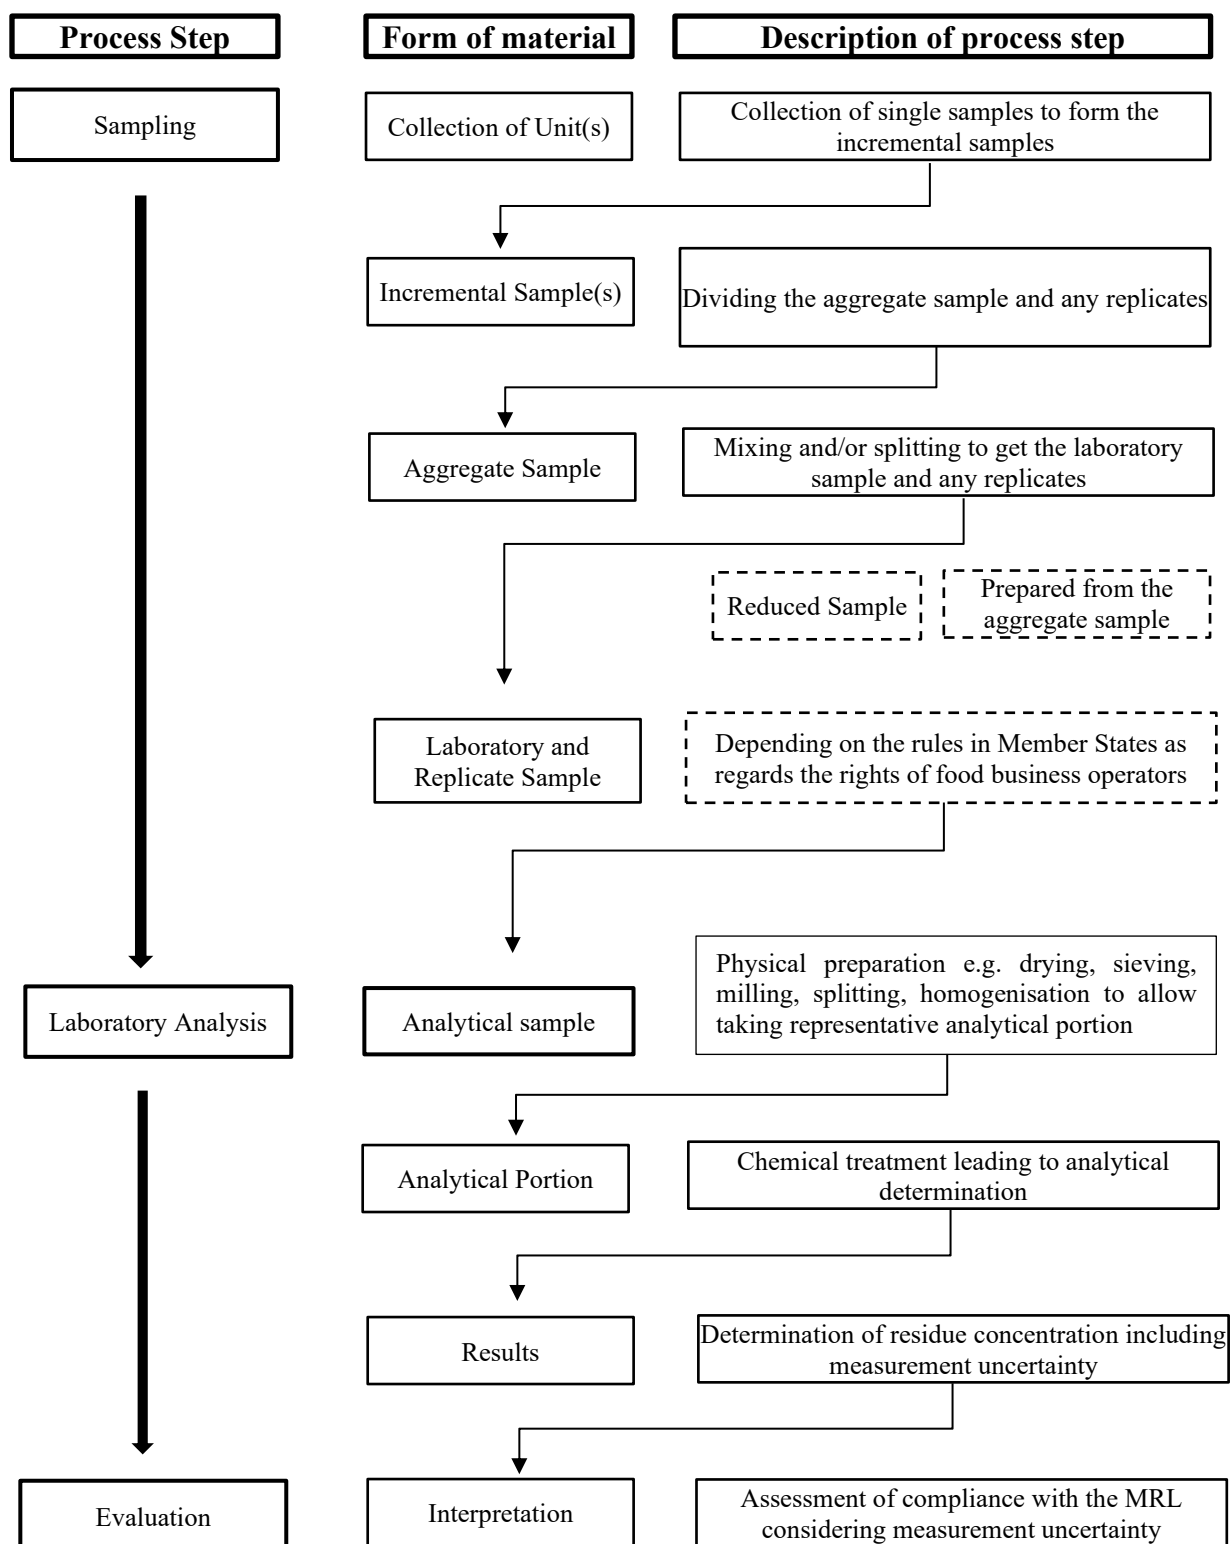 Process Step
Form of material
Description of process step
Sampling
Collection of Unit(s)
Collection of single samples to form the
incremental samples
Incremental Sample(s)
Dividing the aggregate sample and any replicates
Aggregate Sample
Mixing and/or splitting to get the laboratory
sample and any replicates
Reduced Sample
Prepared from the
aggregate sample
Laboratory and
Replicate Sample
Depending on the rules in Member States as
regards the rights of food business operators
Laboratory Analysis
Analytical sample
Physical preparation e.g. drying, sieving,
milling, splitting, homogenisation to allow
taking representative analytical portion
Analytical Portion
Chemical treatment leading to analytical
determination
Results
Determination of residue concentration including
measurement uncertainty
Evaluation
Interpretation
Assessment of compliance with the MRL
considering measurement uncertainty